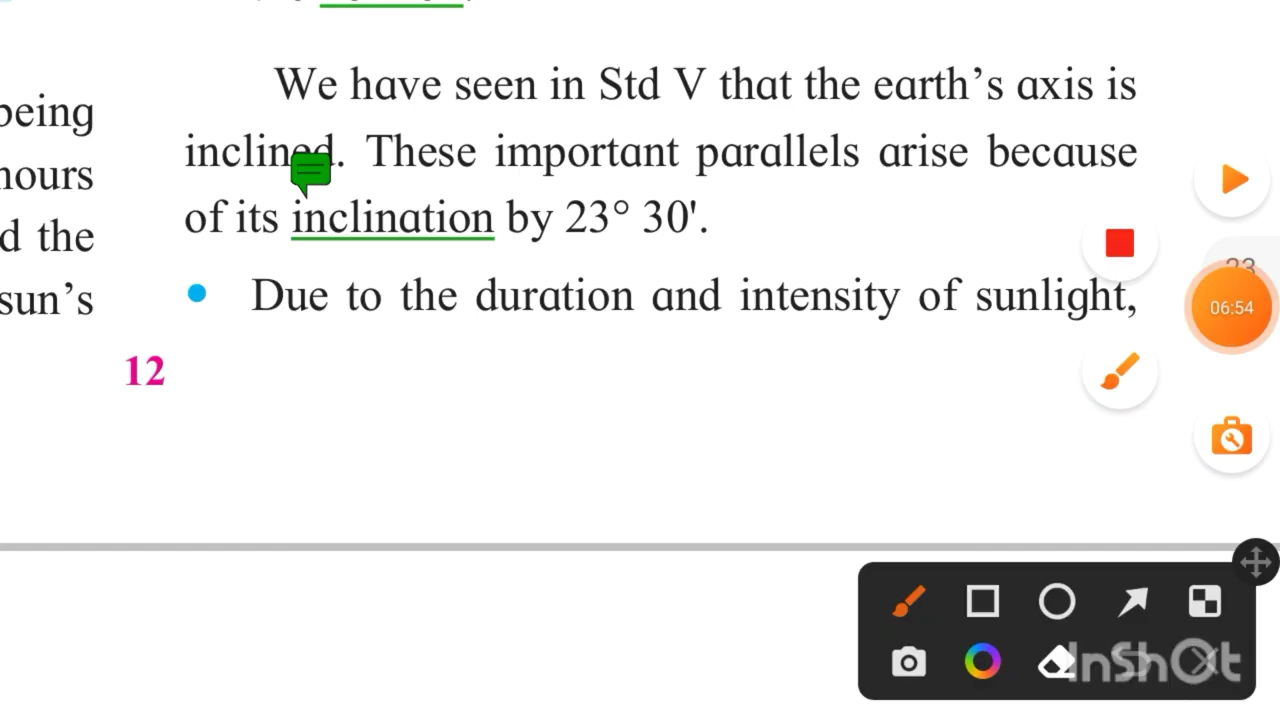 We have seen in Std V that the earth's axis is
inclined. These important parallels arise because
of its inclination by 23° 30'.
• Due to the duration and intensity of sunlight,
being
hours
d the
sun's
12
23
06:54
InShOt